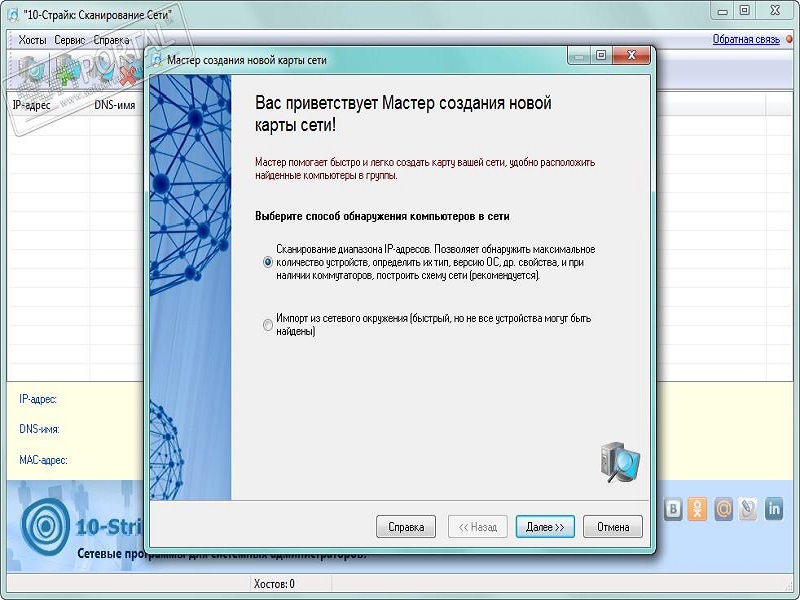 "10-Страйк: Сканирование Сети"
Хосты Сервис Справка
Обратная связь
PORTAL
IP-адрес DNS-имя
Мастер создания новой карты сети
Вас приветствует Мастер создания новой
карты сети!
Мастер помогает быстро и легко создать карту вашей сети, удобно расположить
найденные компьютеры в группы.
Выберите способ обнаружения компьютеров в сети
Сканирование диапазона IP-адресов. Позволяет обнаружить максимальное
количество устройств, определить их тип, версию ОС, др. свойства, и при
наличии коммутаторов, построить схему сети (рекомендуется).
Импорт из сетевого окружения (быстрый, но не все устройства могут быть
найдены)
Справка
<< Назад
Далее >>
Отмена
IP-адрес:
DNS-имя:
MAC-адрес:
10-Stri
Сетевые программы для системных администраторов.
B
@
in
Хостов: 0